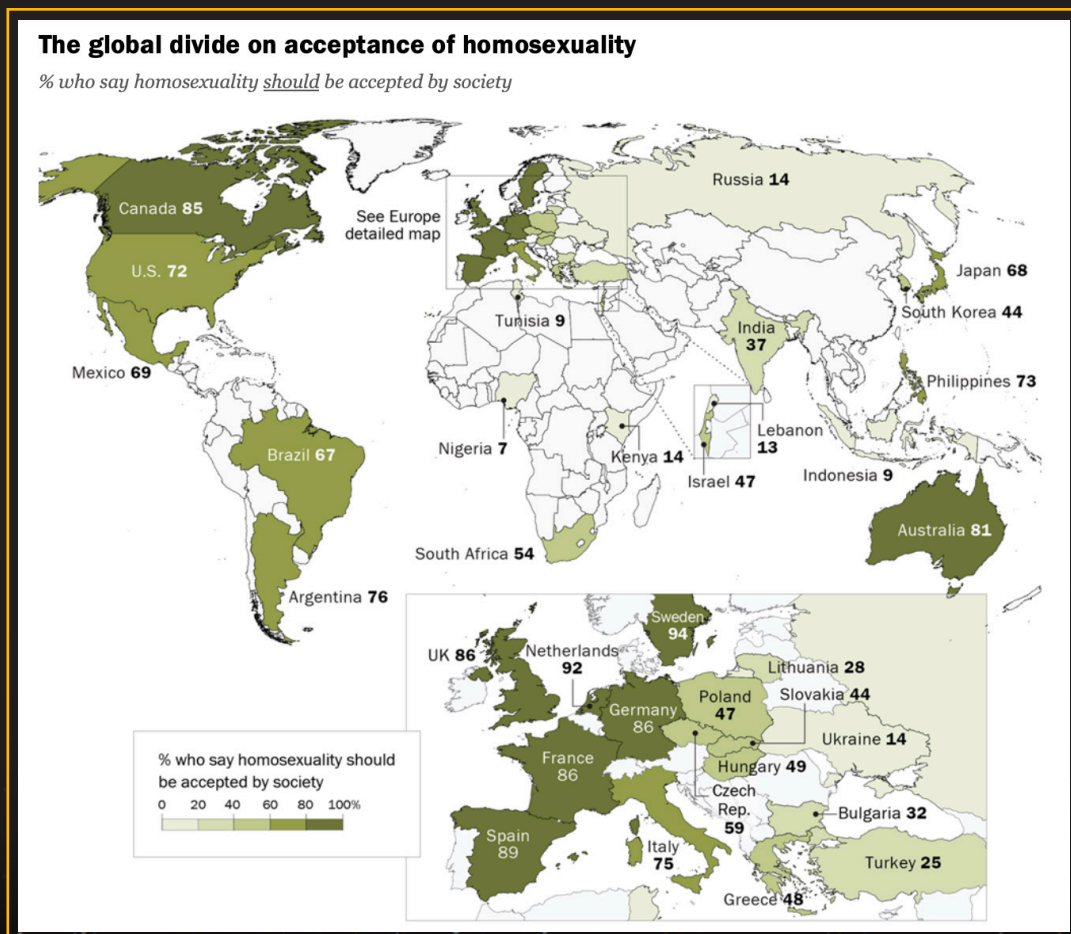 The global divide on acceptance of homosexuality
% who say homosexuality should be accepted by society
Russia 14
Canada 85
See Europe
detailed map
U.S. 72
Japan 68
South Korea 44
Tunisia 9
India
37
Mexico 69
Philippines 73
Nigeria 7
Kenya 14
Lebanon
13
Brazil 67
Israel 47
Indonesia 9
Australia 81
South Africa 54
Argentina 76
Sweden
94
UK 86
Netherlands
92
Lithuania 28
Slovakia 44
Poland
47
Germany
86
Ukraine 14
France
86
Hungary 49
Czech
Rep.
59
Bulgaria 32
Spain
89
Italy
75
Turkey 25
Greece 48
% who say homosexuality should
be accepted by society
0 20 40 60 80 100%